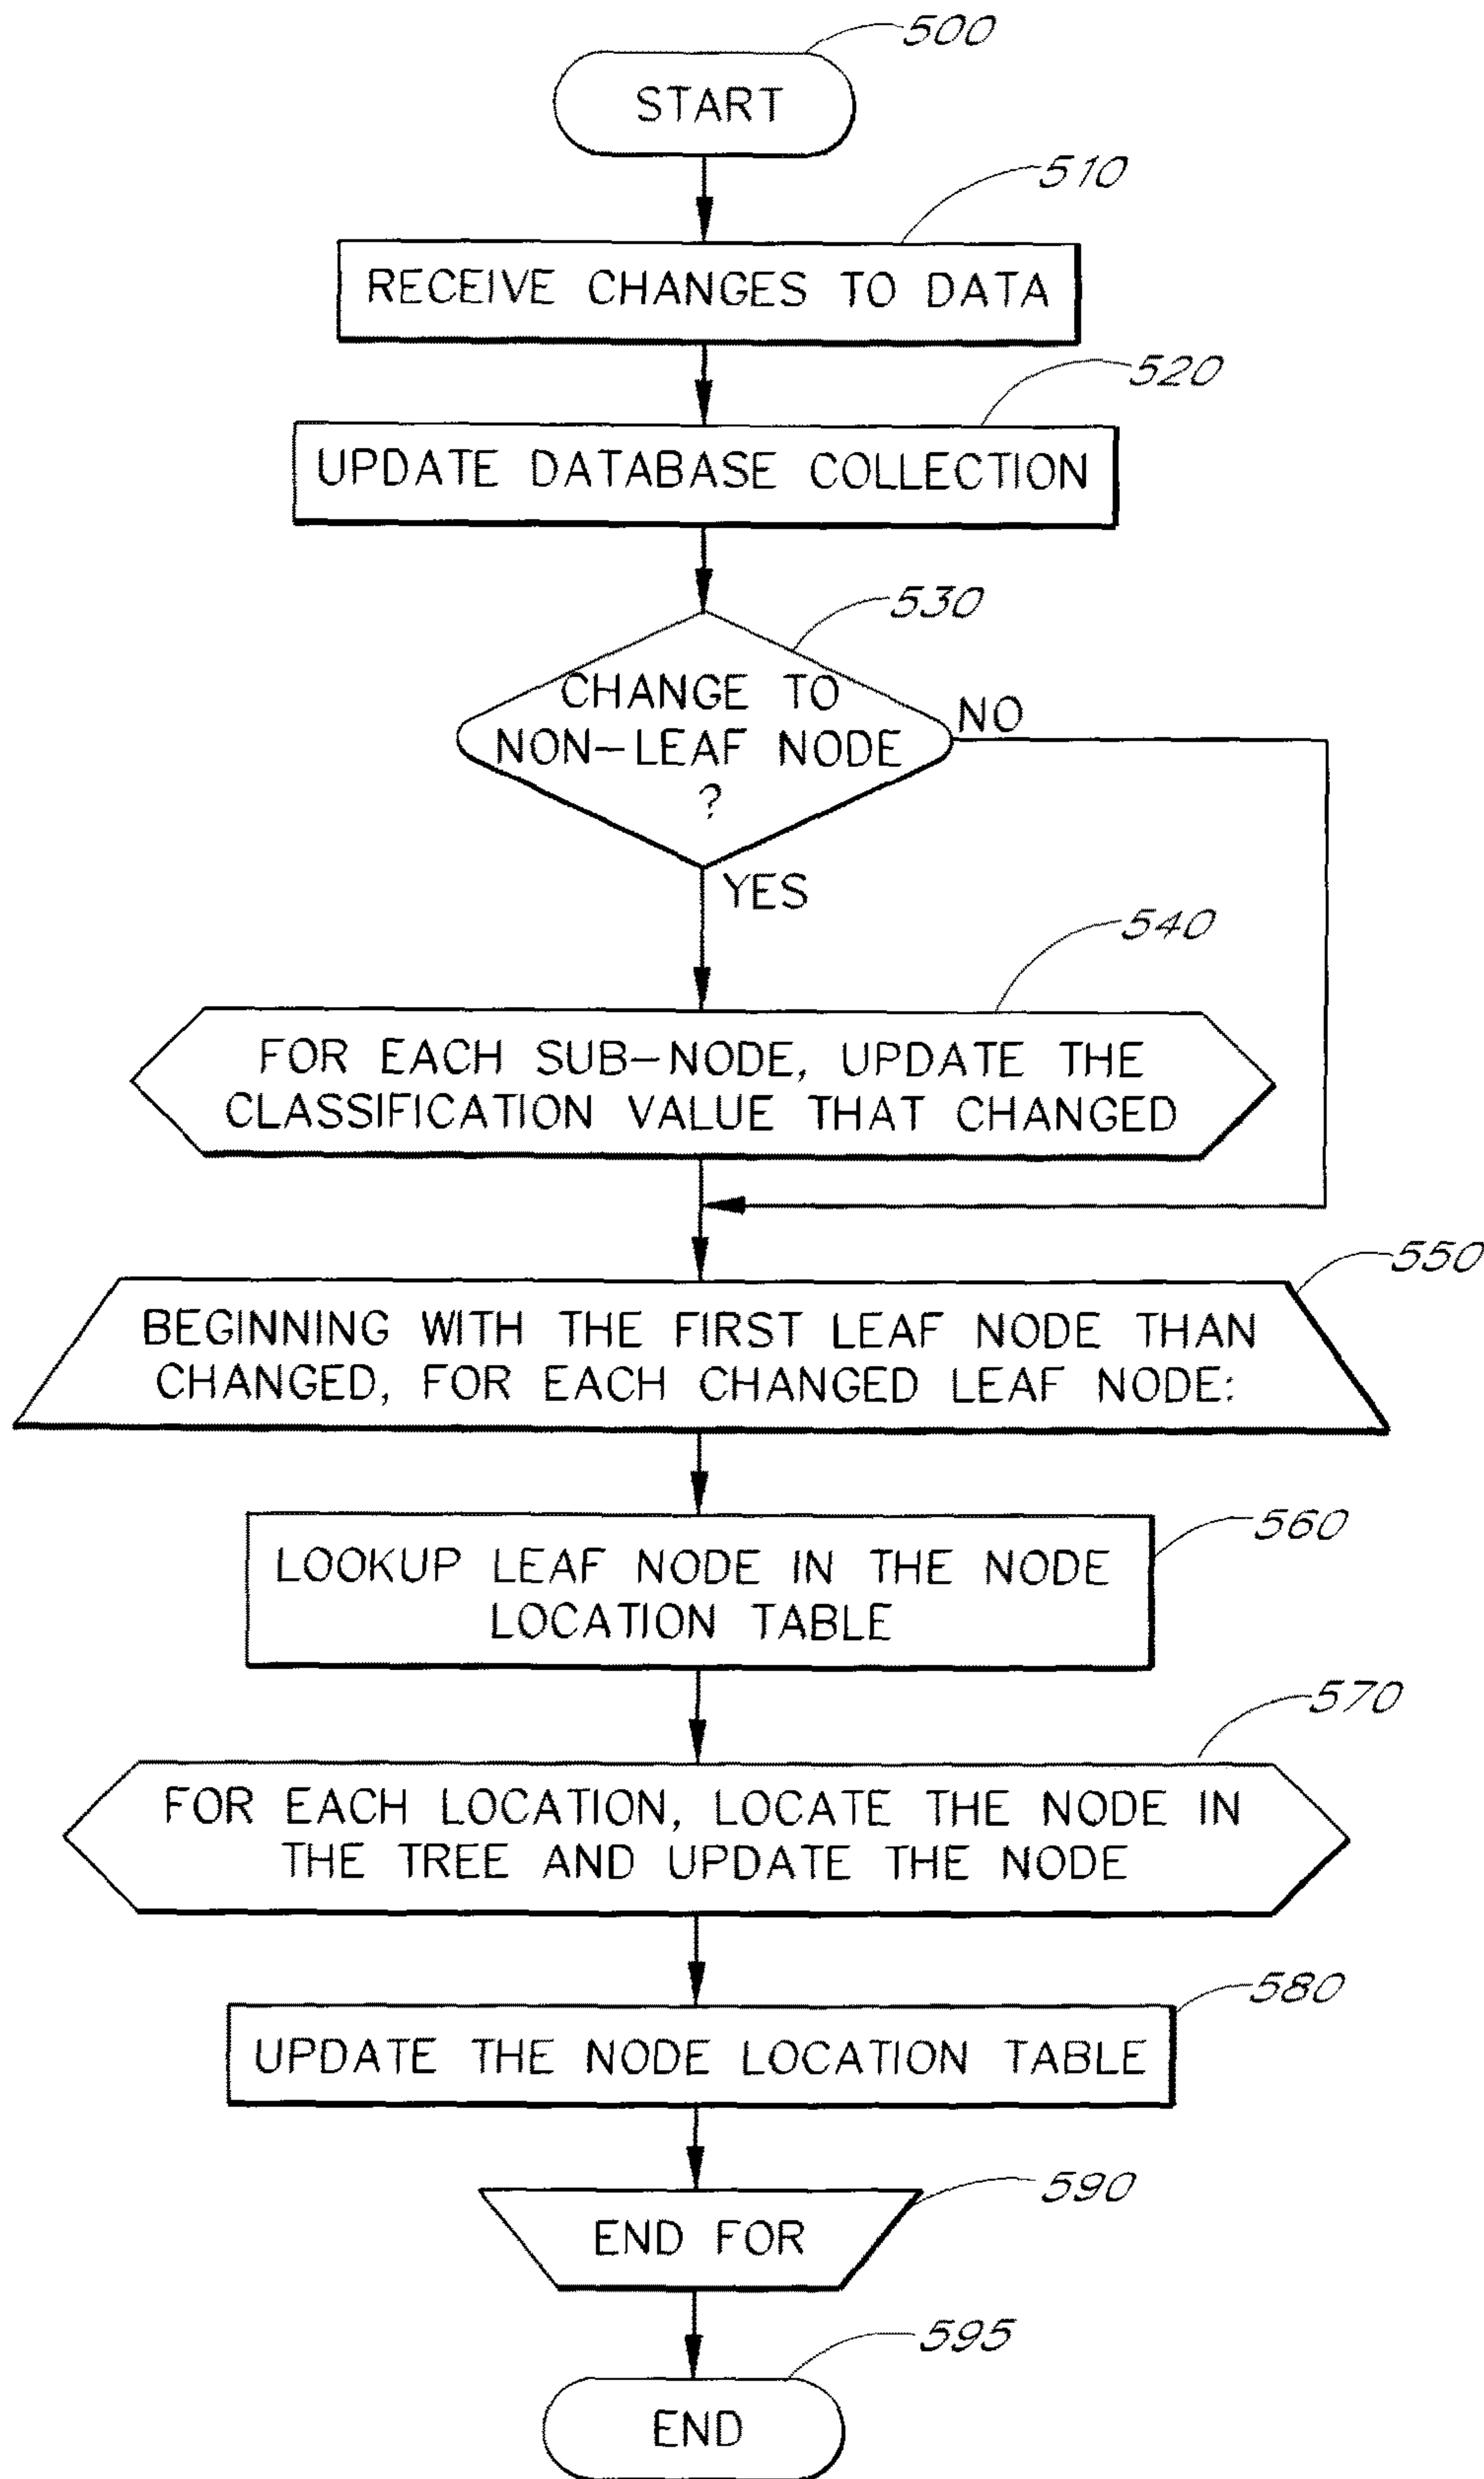 500
START
510
RECEIVE CHANGES TO DATA
520
UPDATE DATABASE COLLECTION
530
CHANGE TO
NON-LEAF NODE
?
NO
YES
540
FOR EACH SUB-NODE, UPDATE THE
CLASSIFICATION VALUE THAT CHANGED
550
BEGINNING WITH THE FIRST LEAF NODE THAN
CHANGED, FOR EACH CHANGED LEAF NODE:
560
LOOKUP LEAF NODE IN THE NODE
LOCATION TABLE
570
FOR EACH LOCATION, LOCATE THE NODE IN
THE TREE AND UPDATE THE NODE
580
UPDATE THE NODE LOCATION TABLE
590
END FOR
595
END